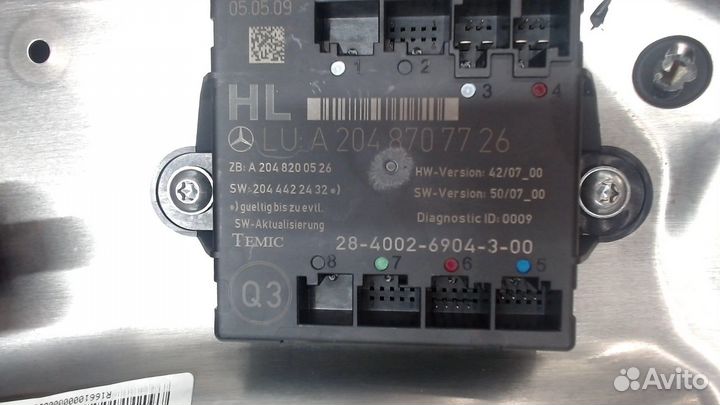 05.05.09
1 2
3 4
HL
LU: A 204 870 77 26
ZB: A 204 820 05 26
HW-Version: 42/07_00
SW: 204 442 24 32 *)
SW-Version: 50/07_00
*) gueltig bis zu evtl.
SW-Aktualisierung
Diagnostic ID: 0009
TEMIC
28-4002-6904-3-00
8 7 6 5
Q3
Avito